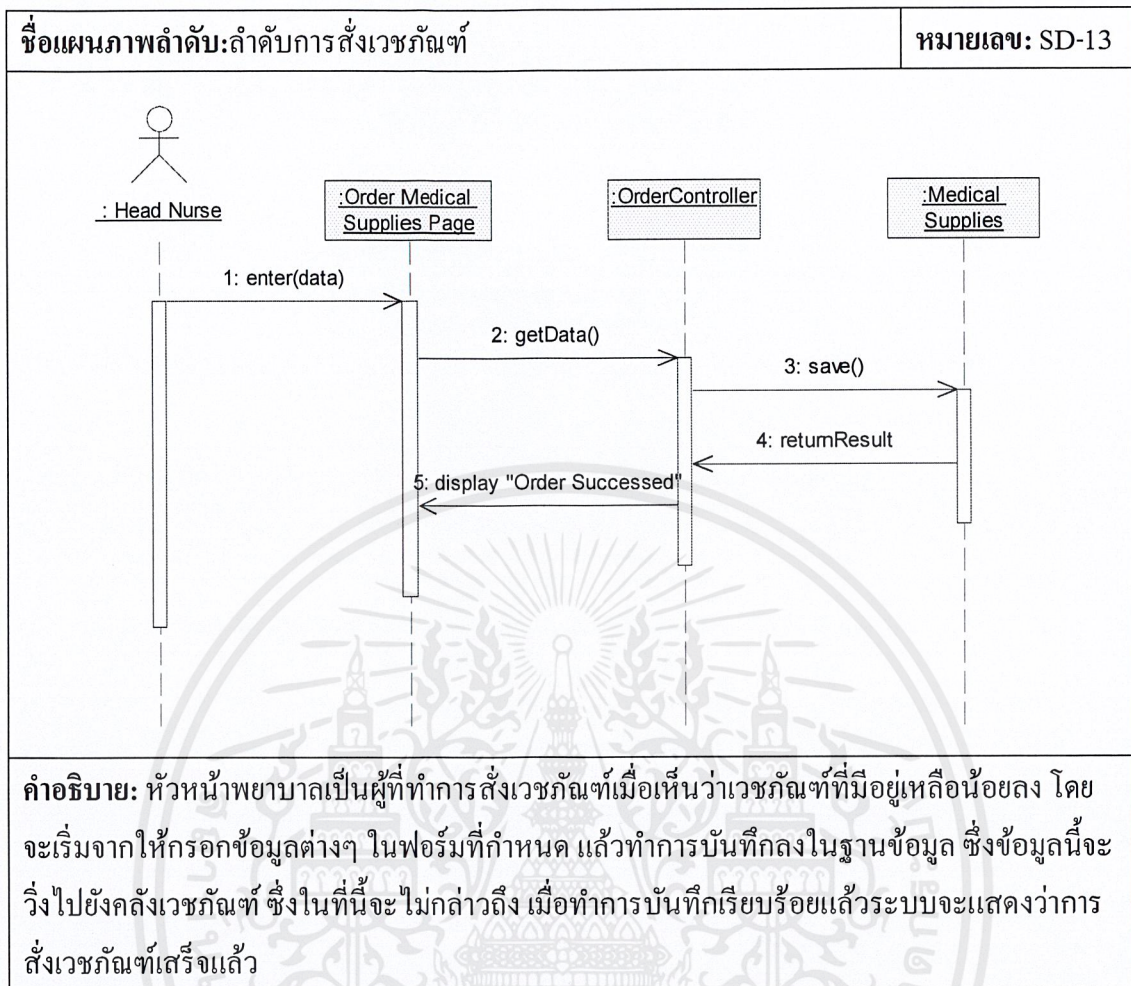 ชื่อแผนภาพลำดับ:ลำดับการสั่งเวชภัณฑ์
หมายเลข: SD-13
: Head Nurse
:Order Medical
Supplies Page
:OrderController
:Medical
Supplies
1: enter(data)
2: getData()
3: save()
4: returnResult
5: display "Order Successed"
คำอธิบาย: หัวหน้าพยาบาลเป็นผู้ที่ทำการสั่งเวชภัณฑ์เมื่อเห็นว่าเวชภัณฑ์ที่มีอยู่เหลือน้อยลง โดย
จะเริ่มจากให้กรอกข้อมูลต่างๆ ในฟอร์มที่กำหนด แล้วทำการบันทึกลงในฐานข้อมูล ซึ่งข้อมูลนี้จะ
วิ่งไปยังคลังเวชภัณฑ์ ซึ่งในที่นี้จะ ไม่กล่าวถึง เมื่อทำการบันทึกเรียบร้อยแล้วระบบจะแสดงว่าการ
สั่งเวชภัณฑ์เสร็จแล้ว